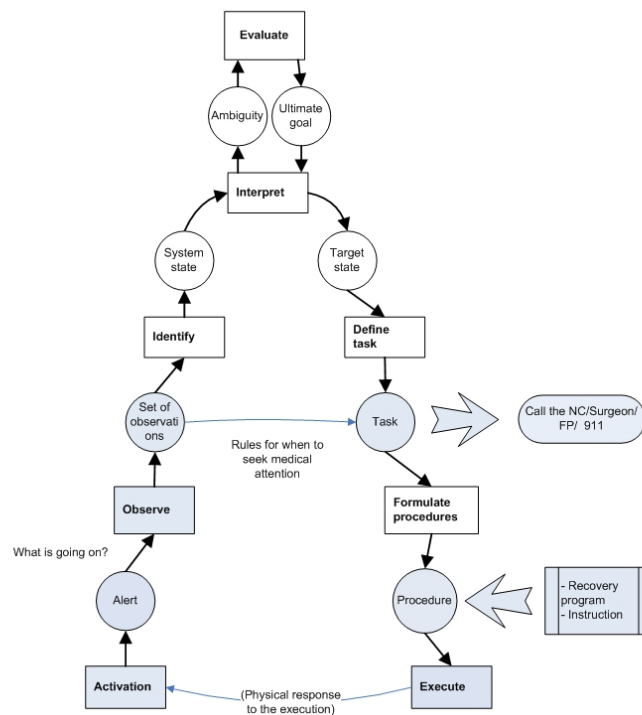 Evaluate
Ambiguity
Ultimate
goal
Interpret
System
state
Target
state
Identify
Define
task
Set of
observati
ons
Task
Call the NC/Surgeon/
FP/ 911
Rules for when to
seek medical
attention
Observe
Formulate
procedures
What is going on?
Alert
Procedure
- Recovery
program
- Instruction
Activation
(Physical response
to the execution)
Execute